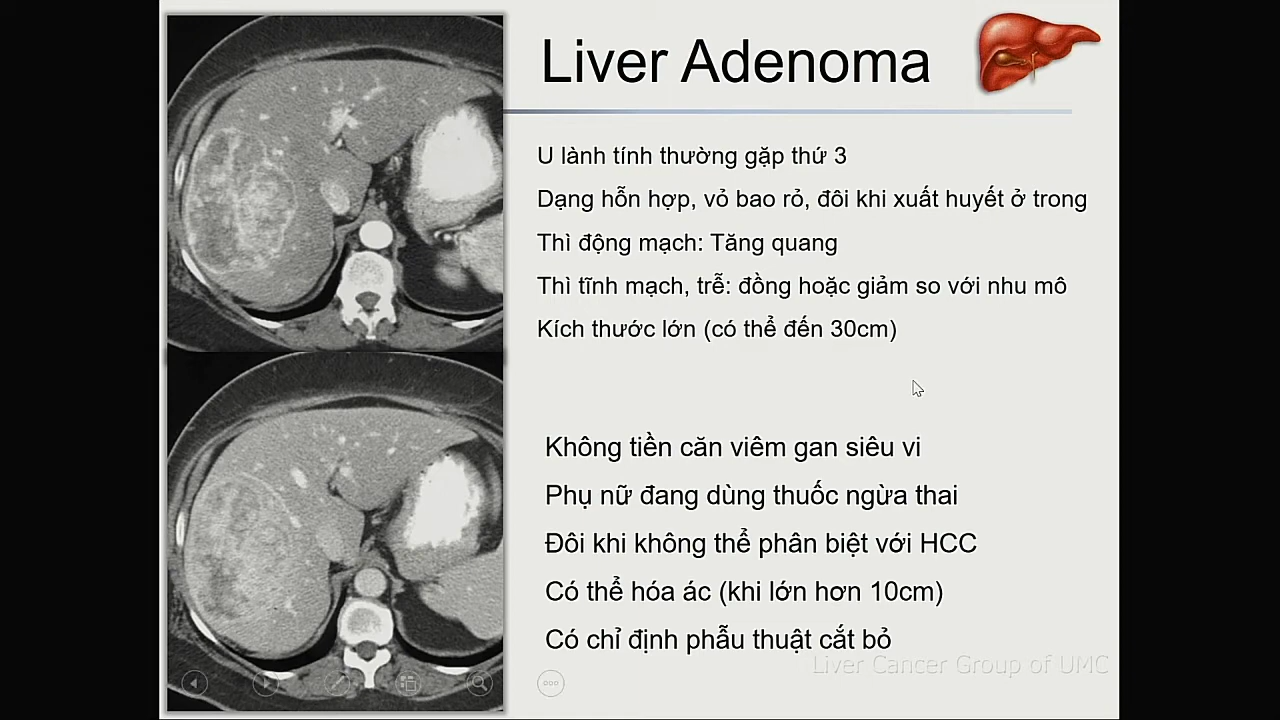 Liver Adenoma
U lành tính thường gặp thứ 3
Dạng hỗn hợp, vỏ bao rỏ, đôi khi xuất huyết ở trong
Thì động mạch: Tăng quang
Thì tĩnh mạch, trễ: đồng hoặc giảm so với nhu mô
Kích thước lớn (có thể đến 30cm)
Không tiền căn viêm gan siêu vi
Phụ nữ đang dùng thuốc ngừa thai
Đôi khi không thể phân biệt với HCC
Có thể hóa ác (khi lớn hơn 10cm)
Có chỉ định phẫu thuật cắt bỏ
Liver Cancer Group of UMC